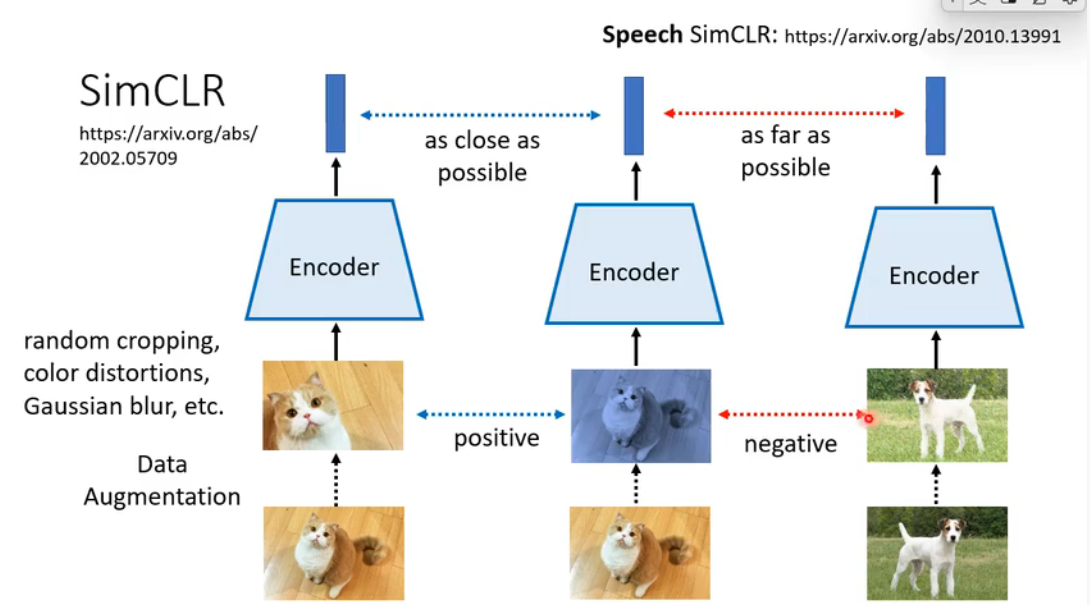 Speech SimCLR: https://arxiv.org/abs/2010.13991
SimCLR
https://arxiv.org/abs/
2002.05709
as close as
possible
as far as
possible
Encoder
Encoder
Encoder
random cropping,
color distortions,
Gaussian blur, etc.
positive
negative
Data
Augmentation